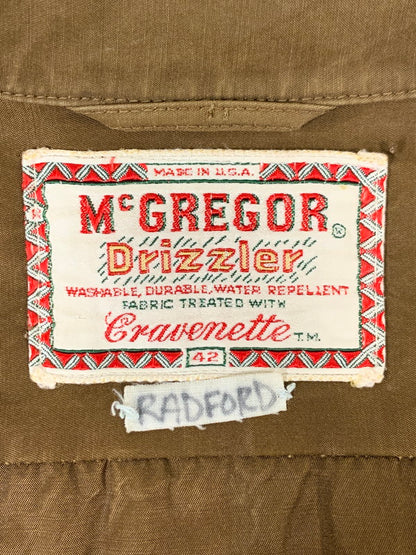 MADE IN U.S.A.
McGREGOR®
Drizzler
WASHABLE, DURABLE, WATER REPELLENT
FABRIC TREATED WITH
Cravenette T.M.
42
RADFORD